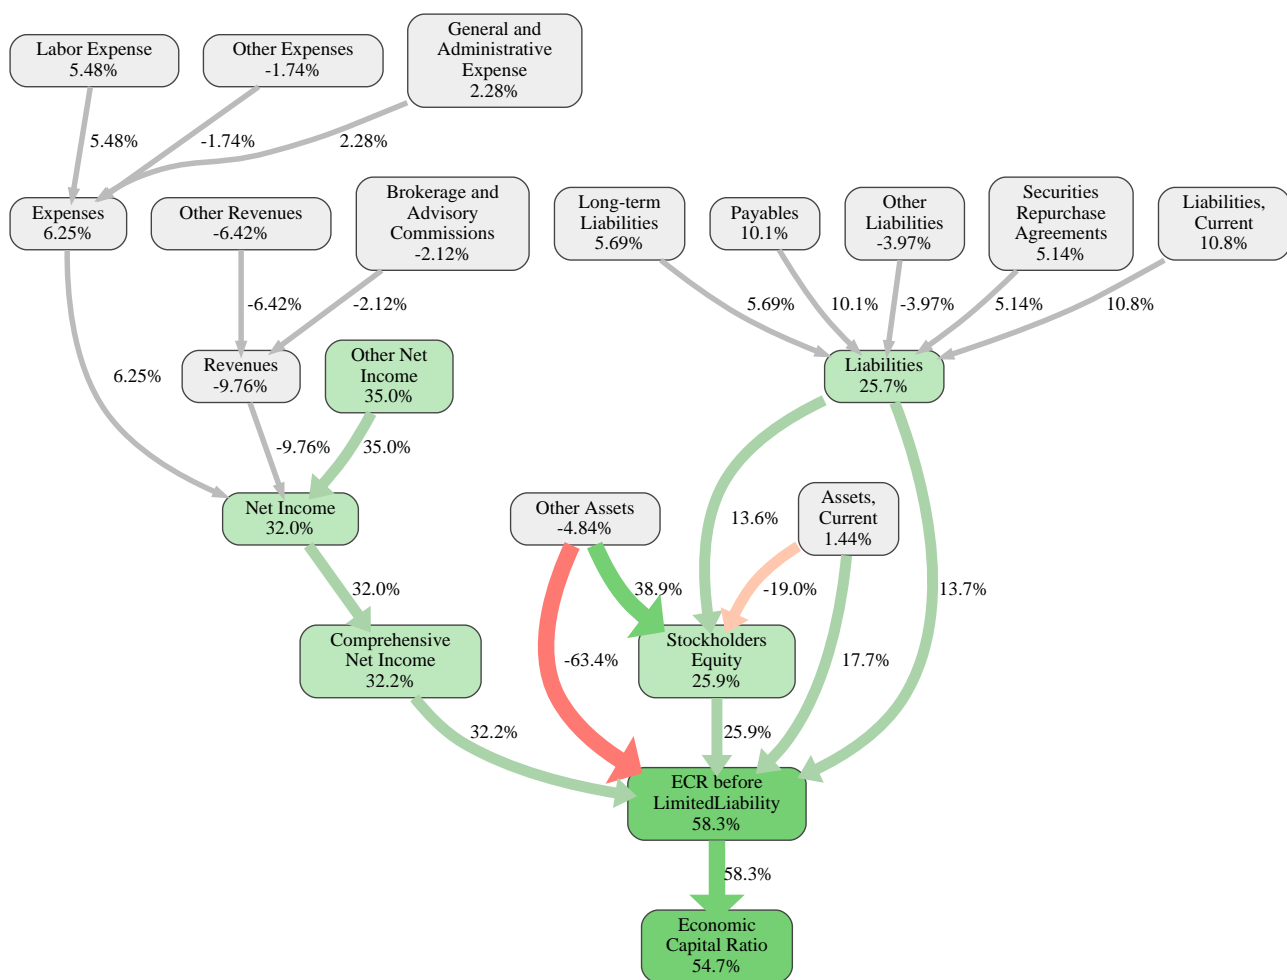 Labor Expense
5.48%
Other Expenses
-1.74%
General and
Administrative
Expense
2.28%
5.48%
-1.74%
2.28%
Expenses
6.25%
Other Revenues
-6.42%
Brokerage and
Advisory
Commissions
-2.12%
Long-term
Liabilities
5.69%
Payables
10.1%
Other
Liabilities
-3.97%
Securities
Repurchase
Agreements
5.14%
Liabilities,
Current
10.8%
-6.42%
-2.12%
5.69%
10.1%
-3.97%
5.14%
10.8%
6.25%
Revenues
-9.76%
Other Net
Income
35.0%
Liabilities
25.7%
-9.76%
35.0%
Net Income
32.0%
Other Assets
-4.84%
13.6%
Assets,
Current
1.44%
32.0%
38.9%
-19.0%
13.7%
Comprehensive
Net Income
32.2%
-63.4%
Stockholders
Equity
25.9%
17.7%
32.2%
25.9%
ECR before
LimitedLiability
58.3%
58.3%
Economic
Capital Ratio
54.7%